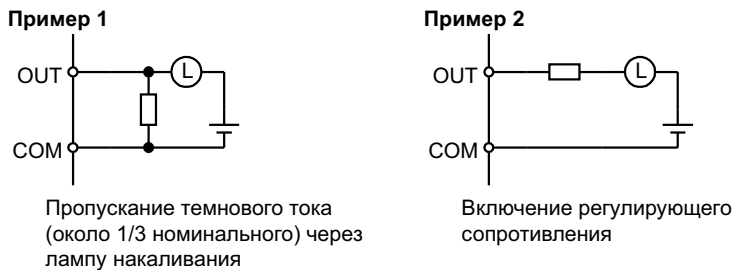 Пример 1
OUT
L
COM
Пропускание темнового тока
(около 1/3 номинального) через
лампу накаливания
Пример 2
OUT
L
COM
Включение регулирующего
сопротивления